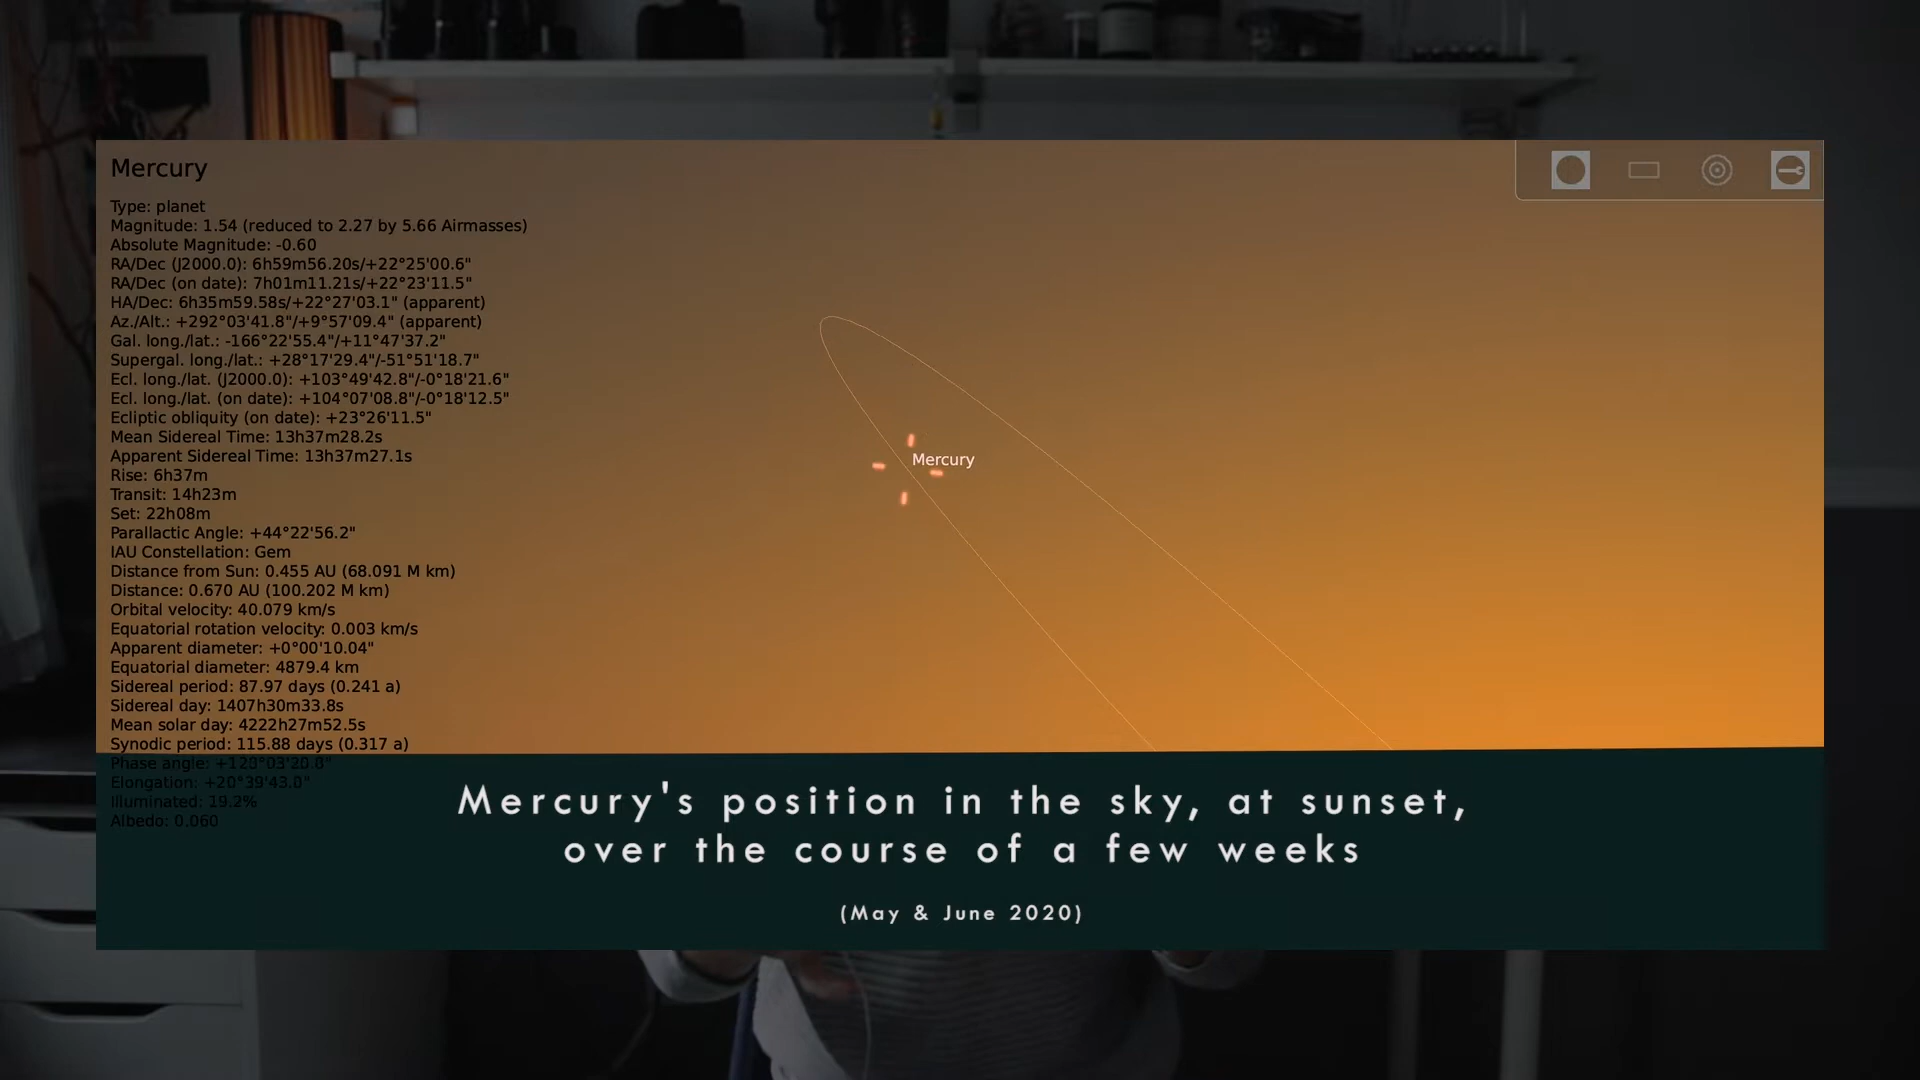 Mercury
Type: planet
Magnitude: 1.54 (reduced to 2.27 by 5.66 Airmasses)
Absolute Magnitude: -0.60
RA/Dec (J2000.0): 6h59m56.20s/+22°25'00.6"
RA/Dec (on date): 7h01m11.21s/+22°23'11.5"
HA/Dec: 6h35m59.58s/+22°27'03.1" (apparent)
Az./Alt.: +292°03'41.8"/+9°57'09.4" (apparent)
Gal. long./lat.: -166°22'55.4"/+11°47'37.2"
Supergal. long./lat.: +28°17'29.4"/-51°51'18.7"
Ecl. long./lat. (J2000.0): +103°49'42.8"/-0°18'21.6"
Ecl. long./lat. (on date): +104°07'08.8"/-0°18'12.5"
Ecliptic obliquity (on date): +23°26'11.5"
Mean Sidereal Time: 13h37m28.2s
Apparent Sidereal Time: 13h37m27.1s
Rise: 6h37m
Transit: 14h23m
Set: 22h08m
Parallactic Angle: +44°22'56.2"
IAU Constellation: Gem
Distance from Sun: 0.455 AU (68.091 M km)
Distance: 0.670 AU (100.202 M km)
Orbital velocity: 40.079 km/s
Equatorial rotation velocity: 0.003 km/s
Apparent diameter: +0°00'10.04"
Equatorial diameter: 4879.4 km
Sidereal period: 87.97 days (0.241 a)
Sidereal day: 1407h30m33.8s
Mean solar day: 4222h27m52.5s
Synodic period: 115.88 days (0.317 a)
Phase angle: +128°03'20.8"
Elongation: +20°39'43.0"
Illuminated: 19.2%
Albedo: 0.060
Mercury
Mercury's position in the sky, at sunset,
over the course of a few weeks
(May & June 2020)